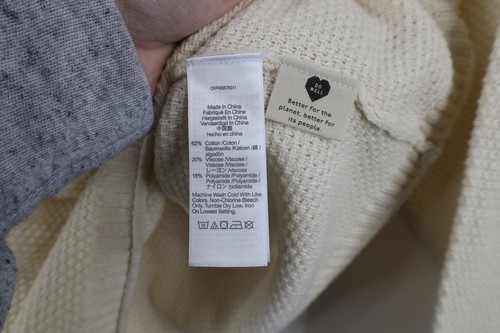 Made in China
Fabriqué En Chine
Hergestellt In China
Vervaardigd In China
中国製
hecho en china
62% Cotton /Coton /
Baumwolle /Katoen / 綿 /
algodón
20% Viscose /Viscose /
Viskose /Viscose /
レーヨン /viscosa
18% Polyamide /Polyamide /
Polyamid /Polyamide /
ナイロン /poliamida
Machine Wash Cold With Like
Colors. Non-Chlorine Bleach
Only. Tumble Dry Low. Iron
On Lowest Setting.
DO
WELL
Better for the
planet, better for
its people.